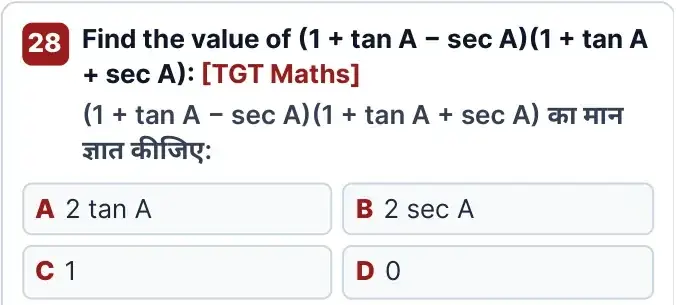 28 Find the value of (1 + tan A − sec A)(1 + tan A
+ sec A): [TGT Maths]
(1 + tan A − sec A)(1 + tan A + sec A) का मान
ज्ञात कीजिए:
A 2 tan A
B 2 sec A
C 1
D 0